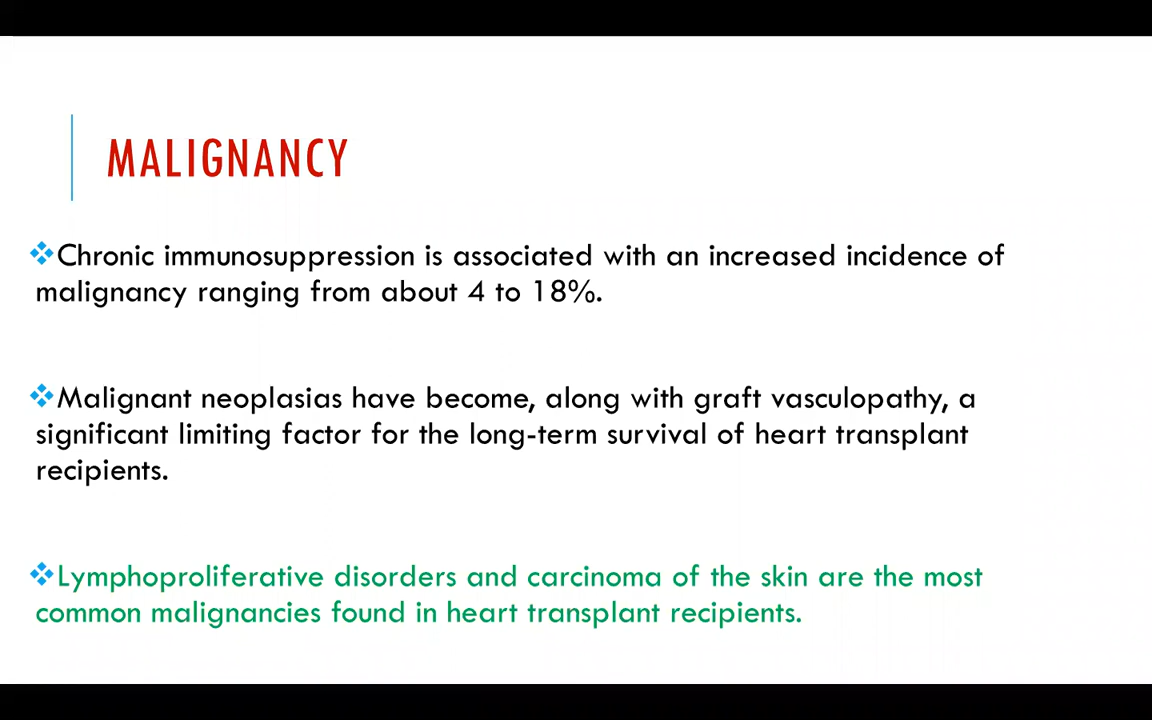 MALIGNANCY
❖Chronic immunosuppression is associated with an increased incidence of
malignancy ranging from about 4 to 18%.
❖Malignant neoplasias have become, along with graft vasculopathy, a
significant limiting factor for the long-term survival of heart transplant
recipients.
❖Lymphoproliferative disorders and carcinoma of the skin are the most
common malignancies found in heart transplant recipients.